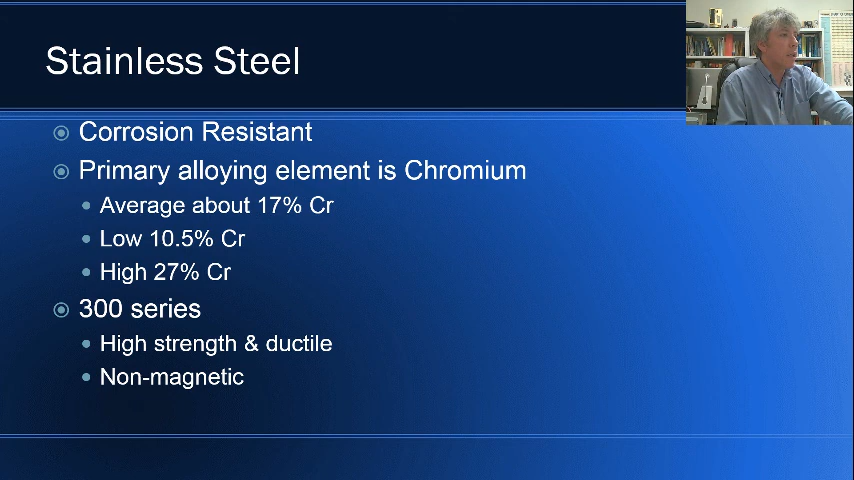 Stainless Steel
Corrosion Resistant
Primary alloying element is Chromium
Average about 17% Cr
Low 10.5% Cr
High 27% Cr
300 series
High strength & ductile
Non-magnetic